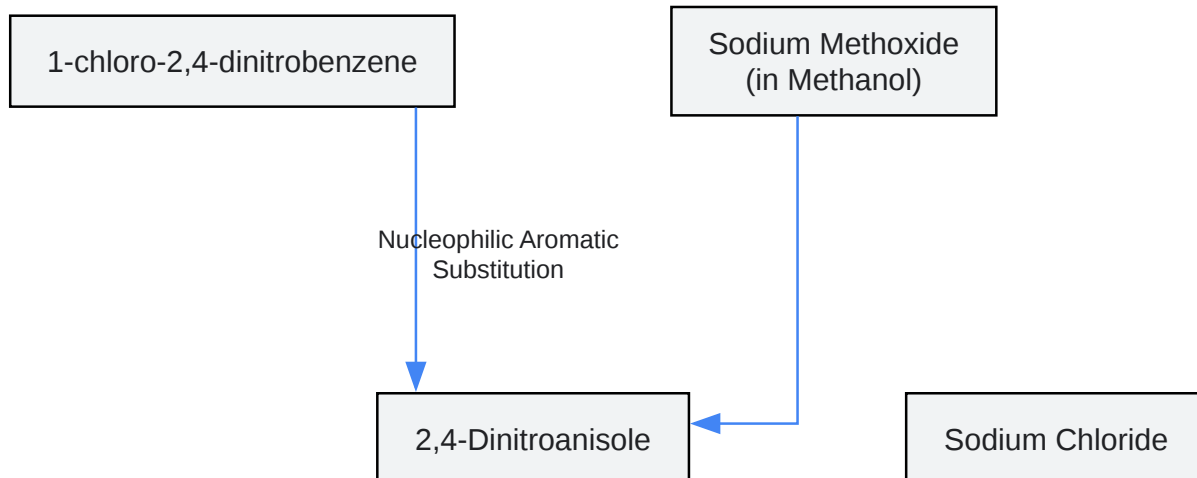 1-chloro-2,4-dinitrobenzene
Sodium Methoxide
(in Methanol)
Nucleophilic Aromatic
Substitution
2,4-Dinitroanisole
Sodium Chloride